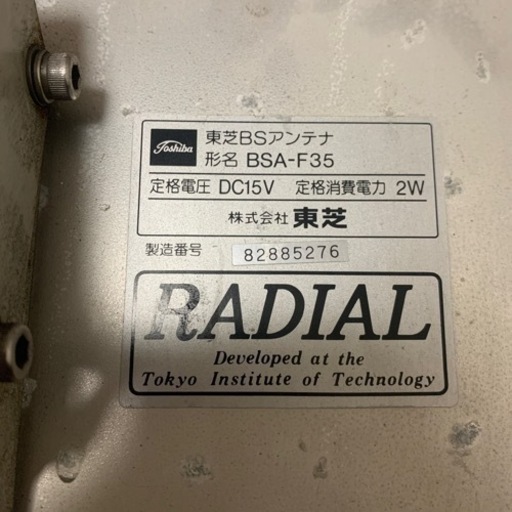 Toshiba
東芝BSアンテナ
形名 BSA-F35
定格電圧 DC15V 定格消費電力 2W
株式会社 東芝
製造番号 82885276
RADIAL
Developed at the
Tokyo Institute of Technology